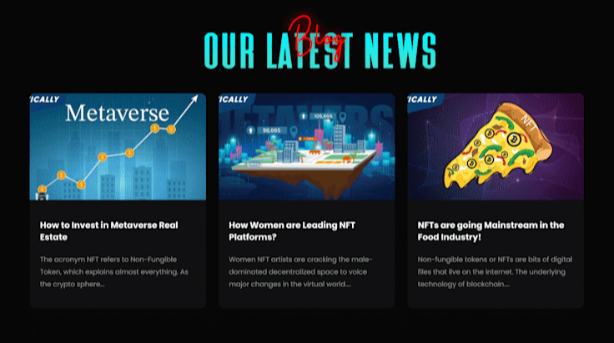 Blog
OUR LATEST NEWS
ICALLY
Metaverse
ICALLY
METAVERS
ICALLY
NFT
How to Invest in Metaverse Real
Estate
The acronym NFT refers to Non-Fungible
Token, which explains almost everything. As
the crypto sphere...
How Women are Leading NFT
Platforms?
Women NFT artists are cracking the male-
dominated decentralized space to voice
major changes in the virtual world....
NFTs are going Mainstream in the
Food Industry!
Non-fungible tokens or NFTs are bits of digital
files that live on the internet. The underlying
technology of blockchain...